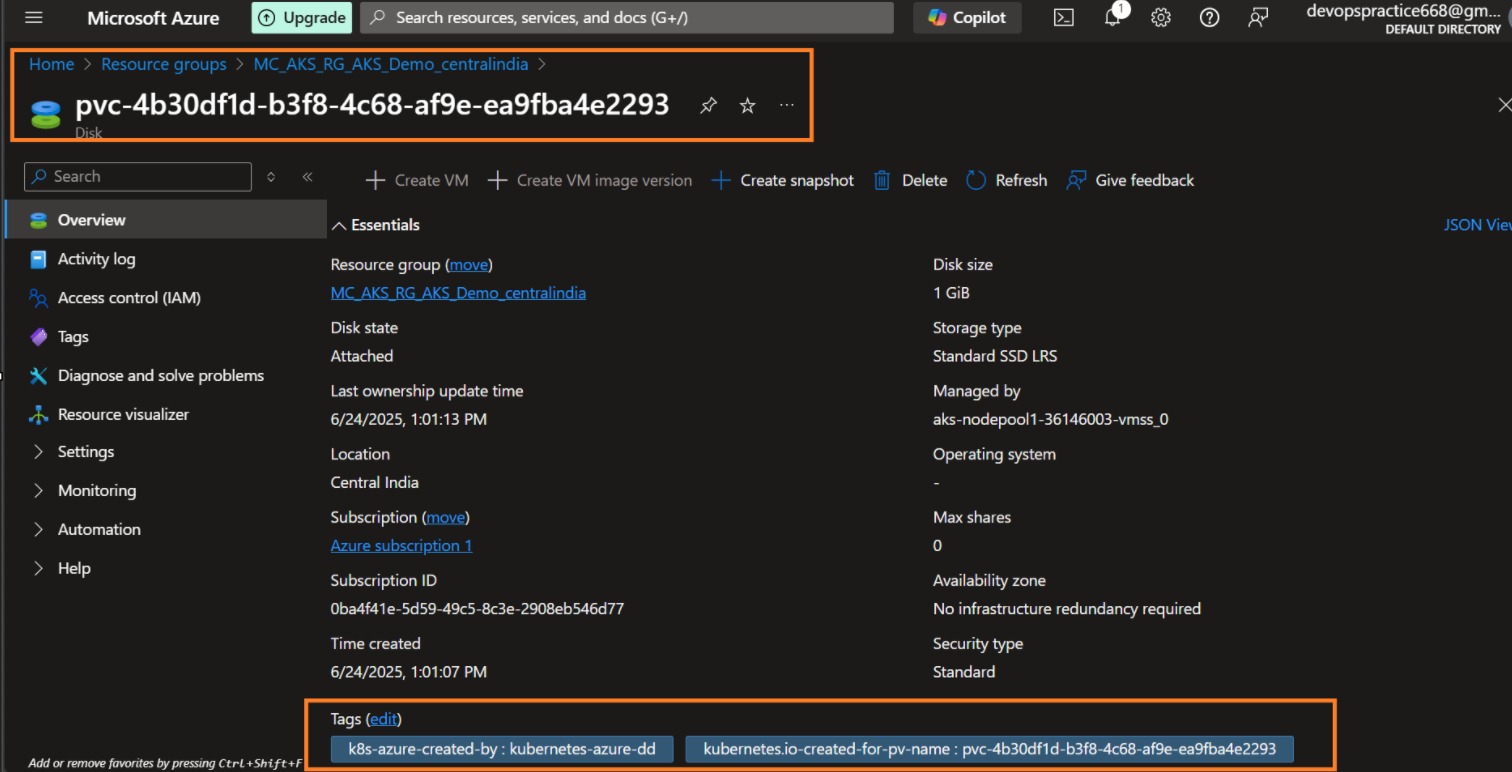 Microsoft Azure
Upgrade
Search resources, services, and docs (G+/)
Copilot
1
devopspractice668@gm...
DEFAULT DIRECTORY
Home > Resource groups > MC_AKS_RG_AKS_Demo_centralindia >
pvc-4b30df1d-b3f8-4c68-af9e-ea9fba4e2293
Disk
Search
Create VM
Create VM image version
Create snapshot
Delete
Refresh
Give feedback
Overview
Activity log
Access control (IAM)
Tags
Diagnose and solve problems
Resource visualizer
Settings
Monitoring
Automation
Help
Add or remove favorites by pressing Ctrl+Shift+F
Essentials
JSON View
Resource group (move)
MC_AKS_RG_AKS_Demo_centralindia
Disk state
Attached
Last ownership update time
6/24/2025, 1:01:13 PM
Location
Central India
Subscription (move)
Azure subscription 1
Subscription ID
0ba4f41e-5d59-49c5-8c3e-2908eb546d77
Time created
6/24/2025, 1:01:07 PM
Disk size
1 GiB
Storage type
Standard SSD LRS
Managed by
aks-nodepool1-36146003-vmss_0
Operating system
-
Max shares
0
Availability zone
No infrastructure redundancy required
Security type
Standard
Tags (edit)
k8s-azure-created-by : kubernetes-azure-dd
kubernetes.io-created-for-pv-name : pvc-4b30df1d-b3f8-4c68-af9e-ea9fba4e2293